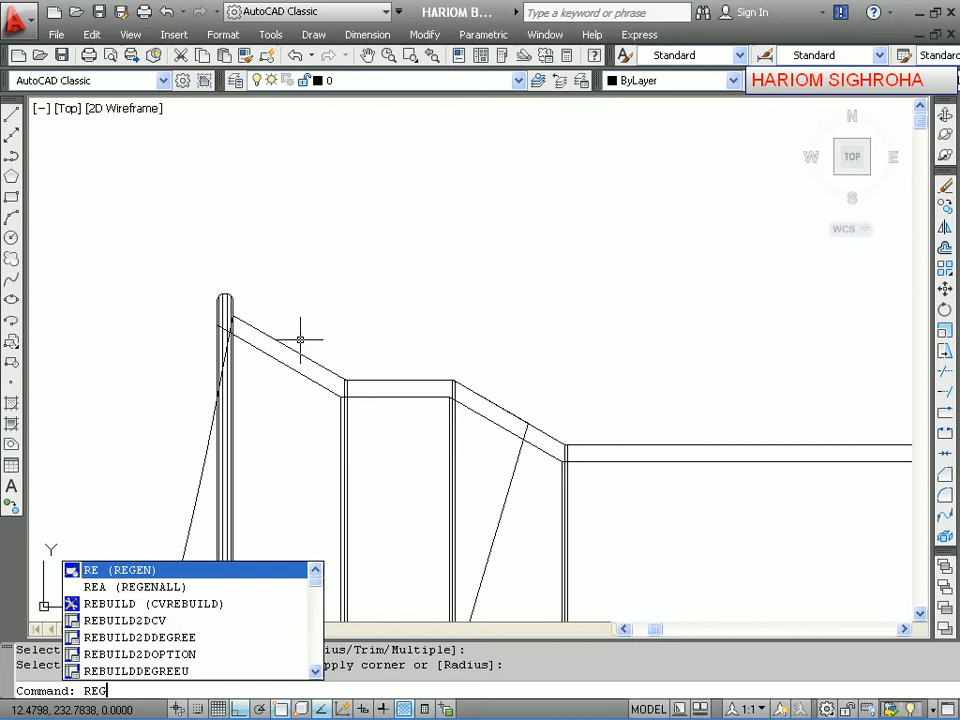 AutoCAD Classic
HARIOM B...
Type a keyword or phrase
Sign In
File Edit View Insert Format Tools Draw Dimension Modify Parametric Window Help Express
Standard
Standard
Standard
AutoCAD Classic
0
ByLayer
HARIOM SIGHROHA
[−] [Top] [2D Wireframe]
N
W TOP E
S
WCS
Y
RE (REGEN)
REA (REGENALL)
REBUILD (CVREBUILD)
REBUILD2DCV
REBUILD2DDEGREE
REBUILD2DOPTION
REBUILDDEGREEU
Select
ius/Trim/Multiple]:
Select
pply corner or [Radius]:
Command: REG
12.4798, 232.7838, 0.0000
MODEL
1:1